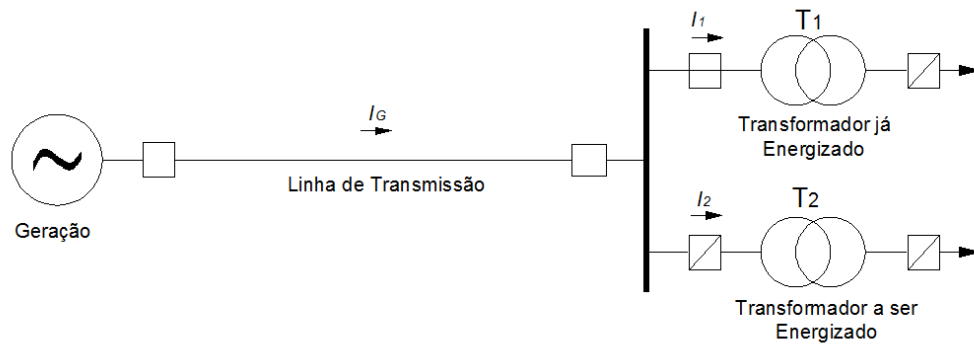 I1
T1
Transformador já
Energizado
IG
Linha de Transmissão
Geração
I2
T2
Transformador a ser
Energizado